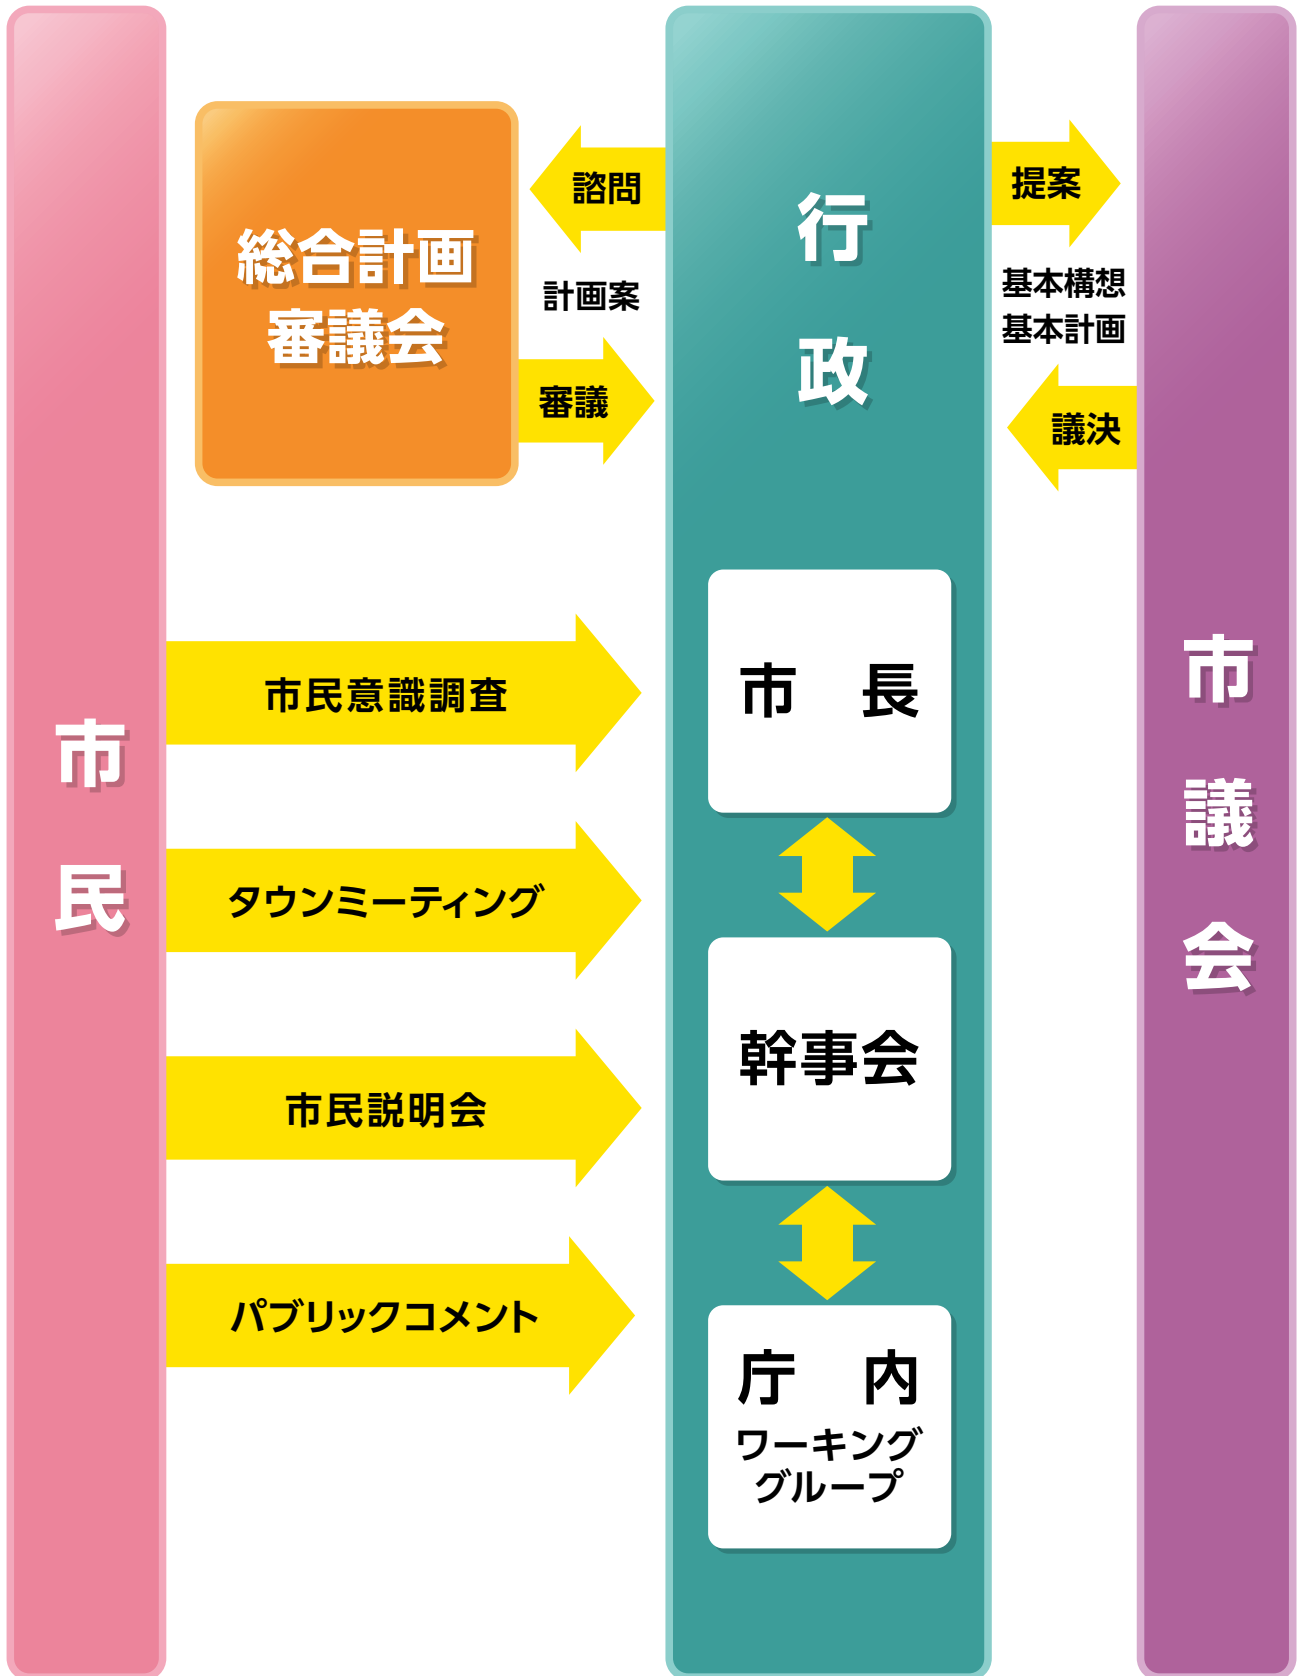 市民
総合計画
審議会
諮問
計画案
審議
行政
提案
基本構想
基本計画
議決
市議会
市民意識調査
タウンミーティング
市民説明会
パブリックコメント
市　長
幹事会
庁　内
ワーキング
グループ